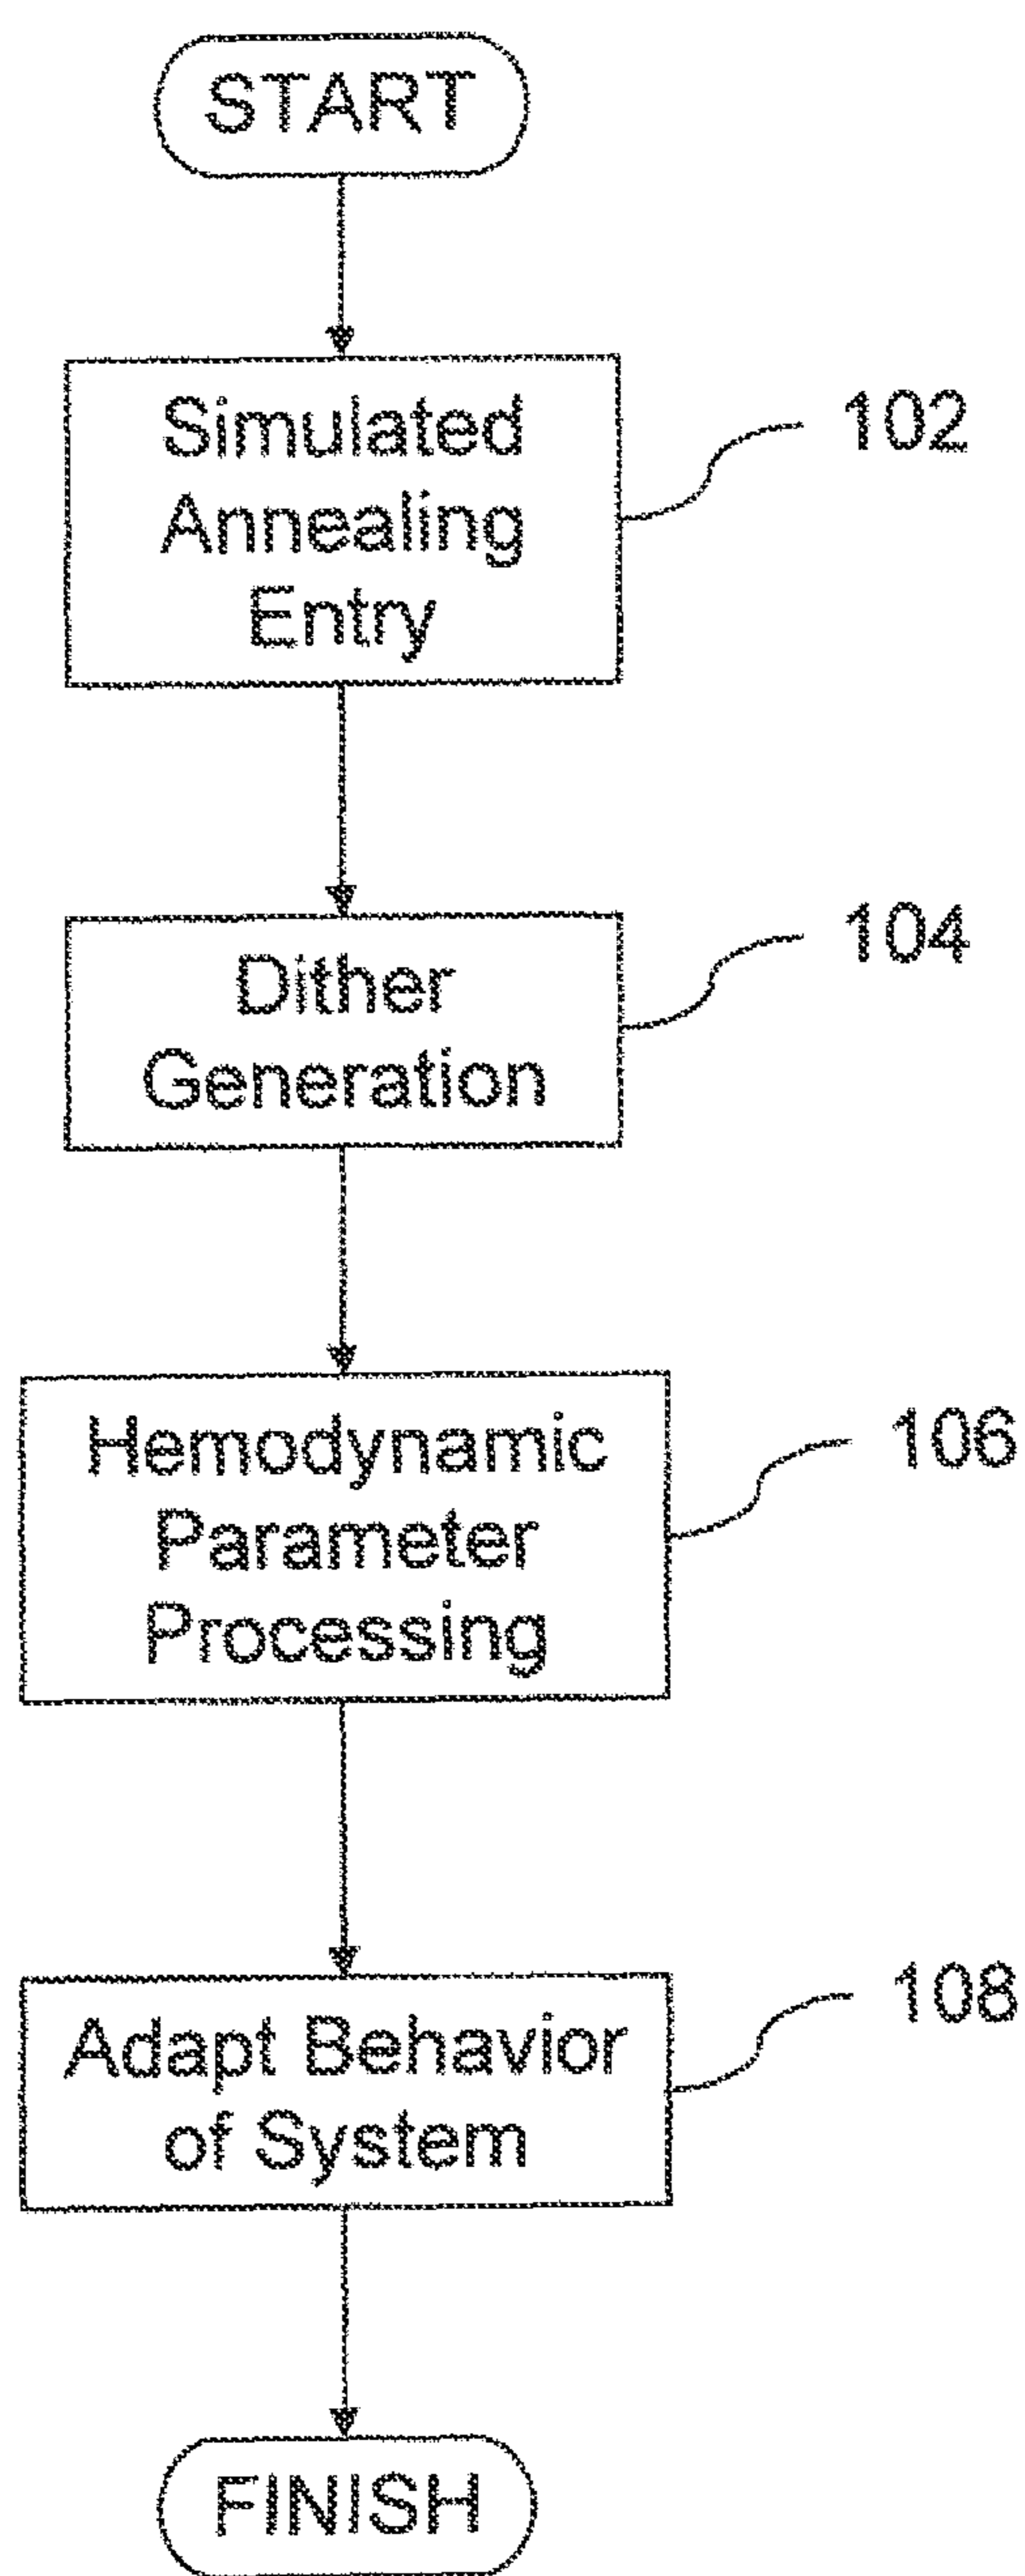 START
Simulated
Annealing
Entry
102
Dither
Generation
104
Hemodynamic
Parameter
Processing
106
Adapt Behavior
of System
108
FINISH